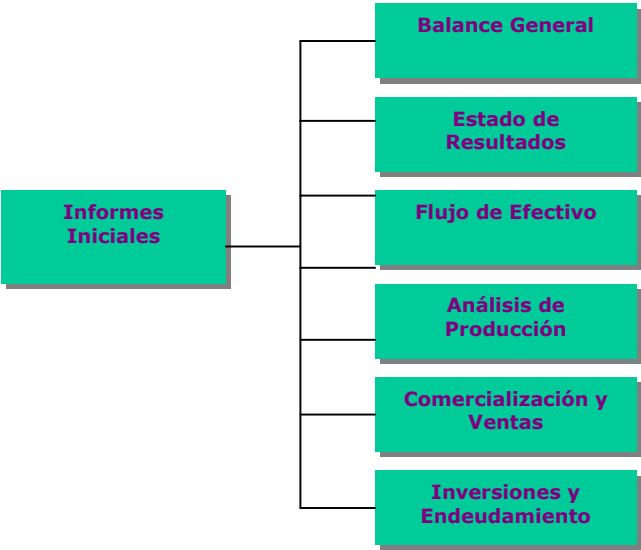 Informes
Iniciales
Balance General
Estado de
Resultados
Flujo de Efectivo
Análisis de
Producción
Comercialización y
Ventas
Inversiones y
Endeudamiento